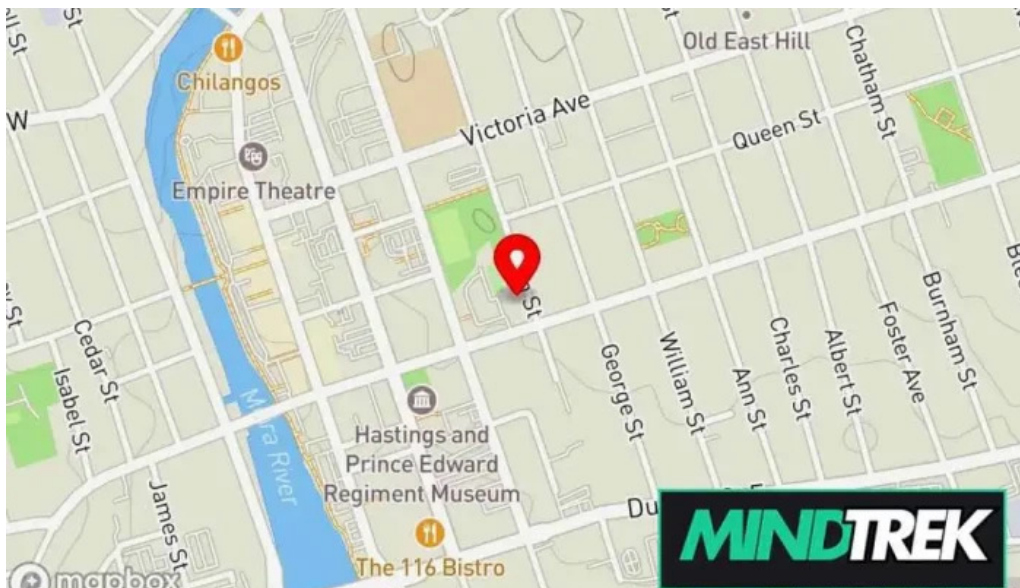 Old East Hill
Chatham St
Chilangos
Victoria Ave
Queen St
W
Empire Theatre
St
Cedar St
Isabel St
George St
William St
Ann St
Charles St
Albert St
Foster Ave
Burnham St
Hastings and
Prince Edward
Regiment Museum
River
James St
The 116 Bistro
MINDTREK
mapbox